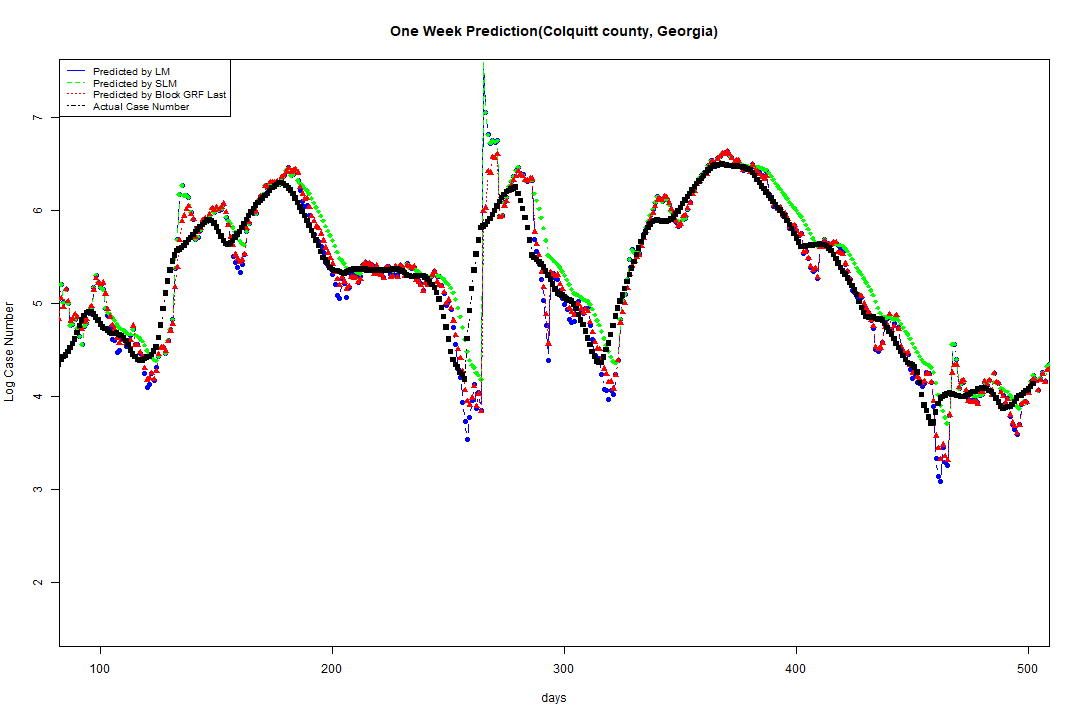 One Week Prediction(Colquitt county, Georgia)
Predicted by LM
Predicted by SLM
Predicted by Block GRF Last
Actual Case Number
7
6
5
4
3
2
Log Case Number
100 200 300 400 500
days